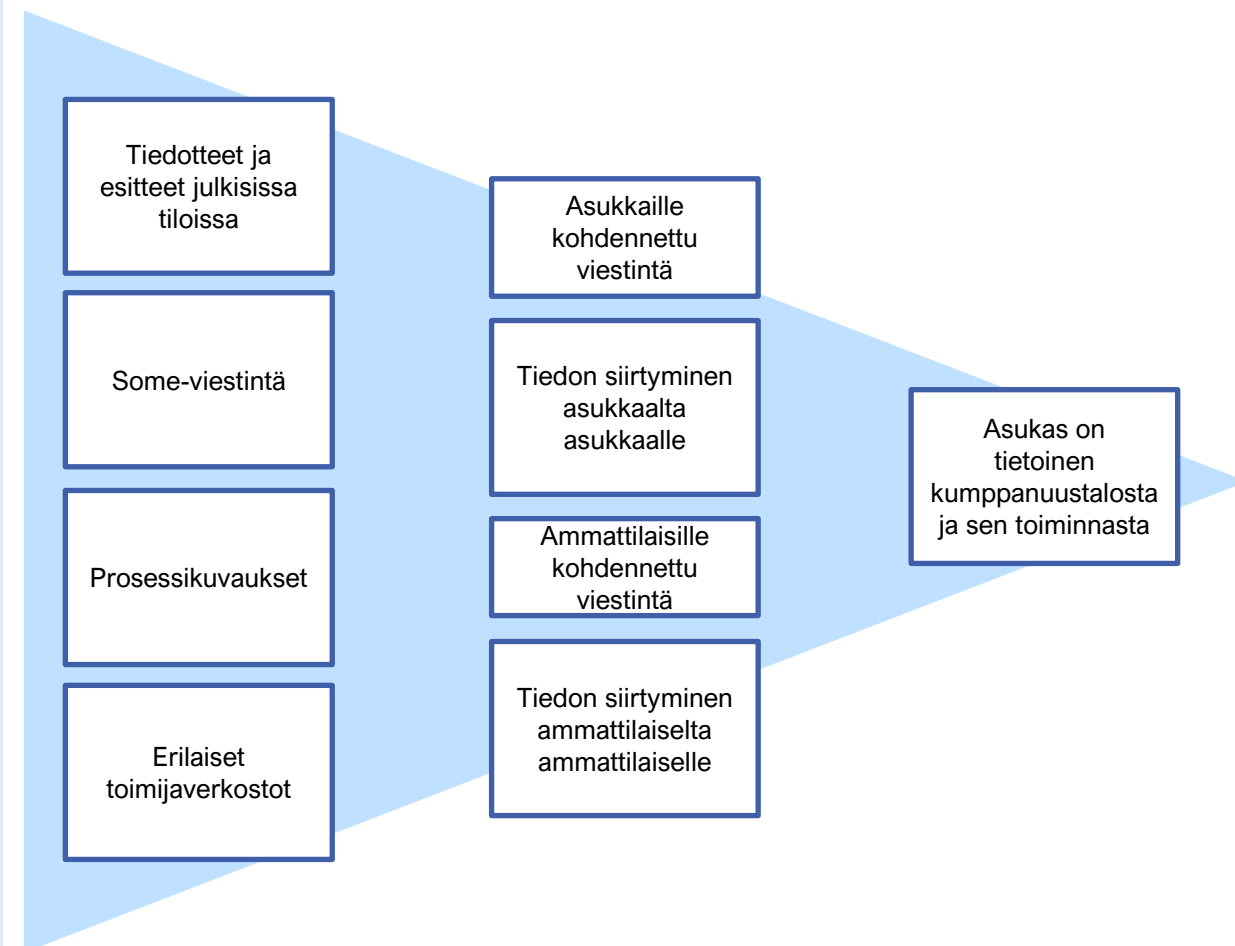 Tiedotteet ja
esitteet julkisissa
tiloissa
Some-viestintä
Prosessikuvaukset
Erilaiset
toimijaverkostot
Asukkaille
kohdennettu
viestintä
Tiedon siirtyminen
asukkaalta
asukkaalle
Ammattilaisille
kohdennettu
viestintä
Tiedon siirtyminen
ammattilaiselta
ammattilaiselle
Asukas on
tietoinen
kumppanuustalosta
ja sen toiminnasta